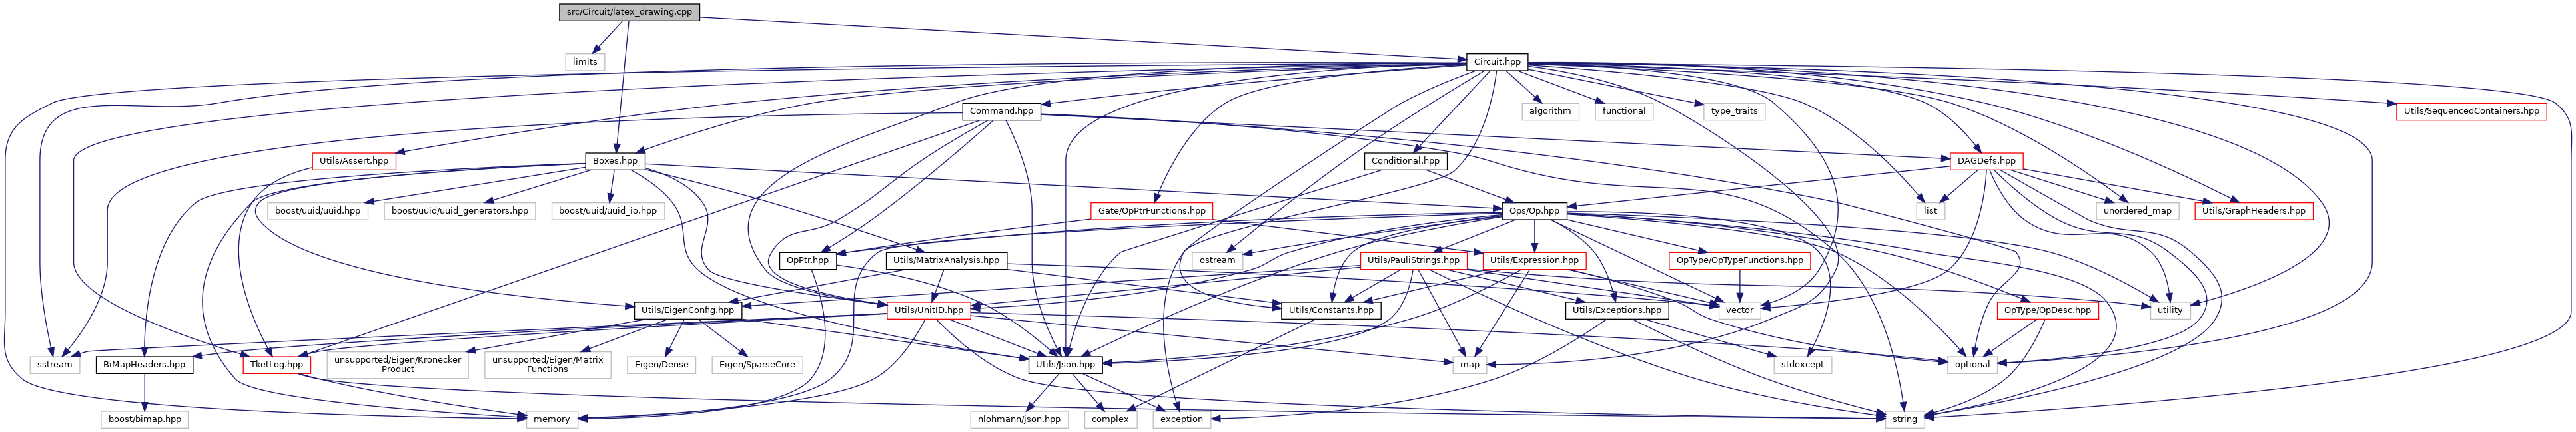 src/Circuit/latex_drawing.cpp
limits
Circuit.hpp
Command.hpp
algorithm
functional
type_traits
Utils/SequencedContainers.hpp
Utils/Assert.hpp
Boxes.hpp
Conditional.hpp
DAGDefs.hpp
boost/uuid/uuid.hpp
boost/uuid/uuid_generators.hpp
boost/uuid/uuid_io.hpp
Gate/OpPtrFunctions.hpp
Ops/Op.hpp
list
unordered_map
Utils/GraphHeaders.hpp
OpPtr.hpp
Utils/MatrixAnalysis.hpp
ostream
Utils/PauliStrings.hpp
Utils/Expression.hpp
OpType/OpTypeFunctions.hpp
Utils/EigenConfig.hpp
Utils/UnitID.hpp
Utils/Constants.hpp
Utils/Exceptions.hpp
vector
OpType/OpDesc.hpp
utility
sstream
BiMapHeaders.hpp
TketLog.hpp
unsupported/Eigen/Kronecker
Product
unsupported/Eigen/Matrix
Functions
Eigen/Dense
Eigen/SparseCore
Utils/Json.hpp
map
stdexcept
optional
boost/bimap.hpp
memory
nlohmann/json.hpp
complex
exception
string